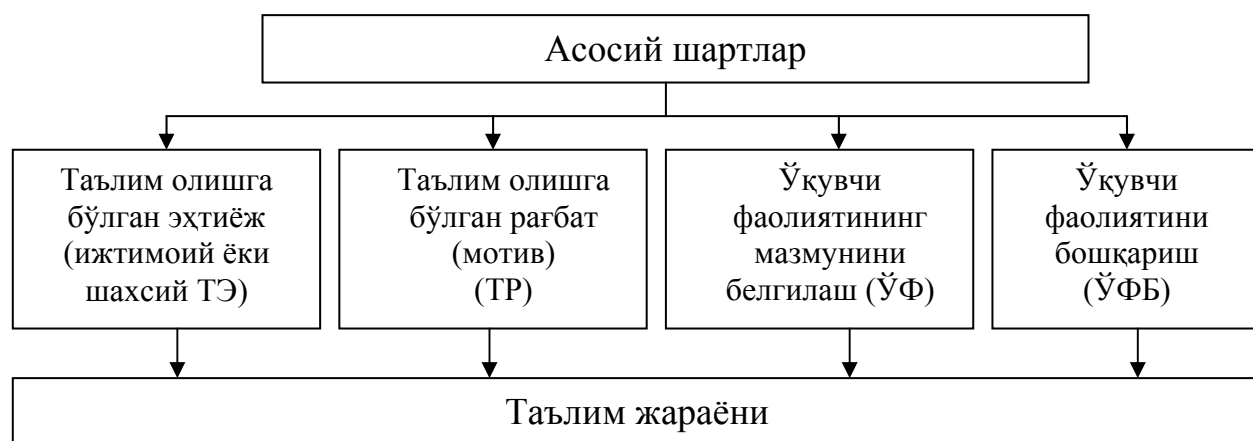 Асосий шартлар
Таълим олишга
бўлган эҳтиёж
(ижтимоий ёки
шахсий ТЭ)
Таълим олишга
бўлган рағбат
(мотив)
(ТР)
Ўқувчи
фаолиятининг
мазмунини
белгилаш (ЎФ)
Ўқувчи
фаолиятини
бошқариш
(ЎФБ)
Таълим жараёни